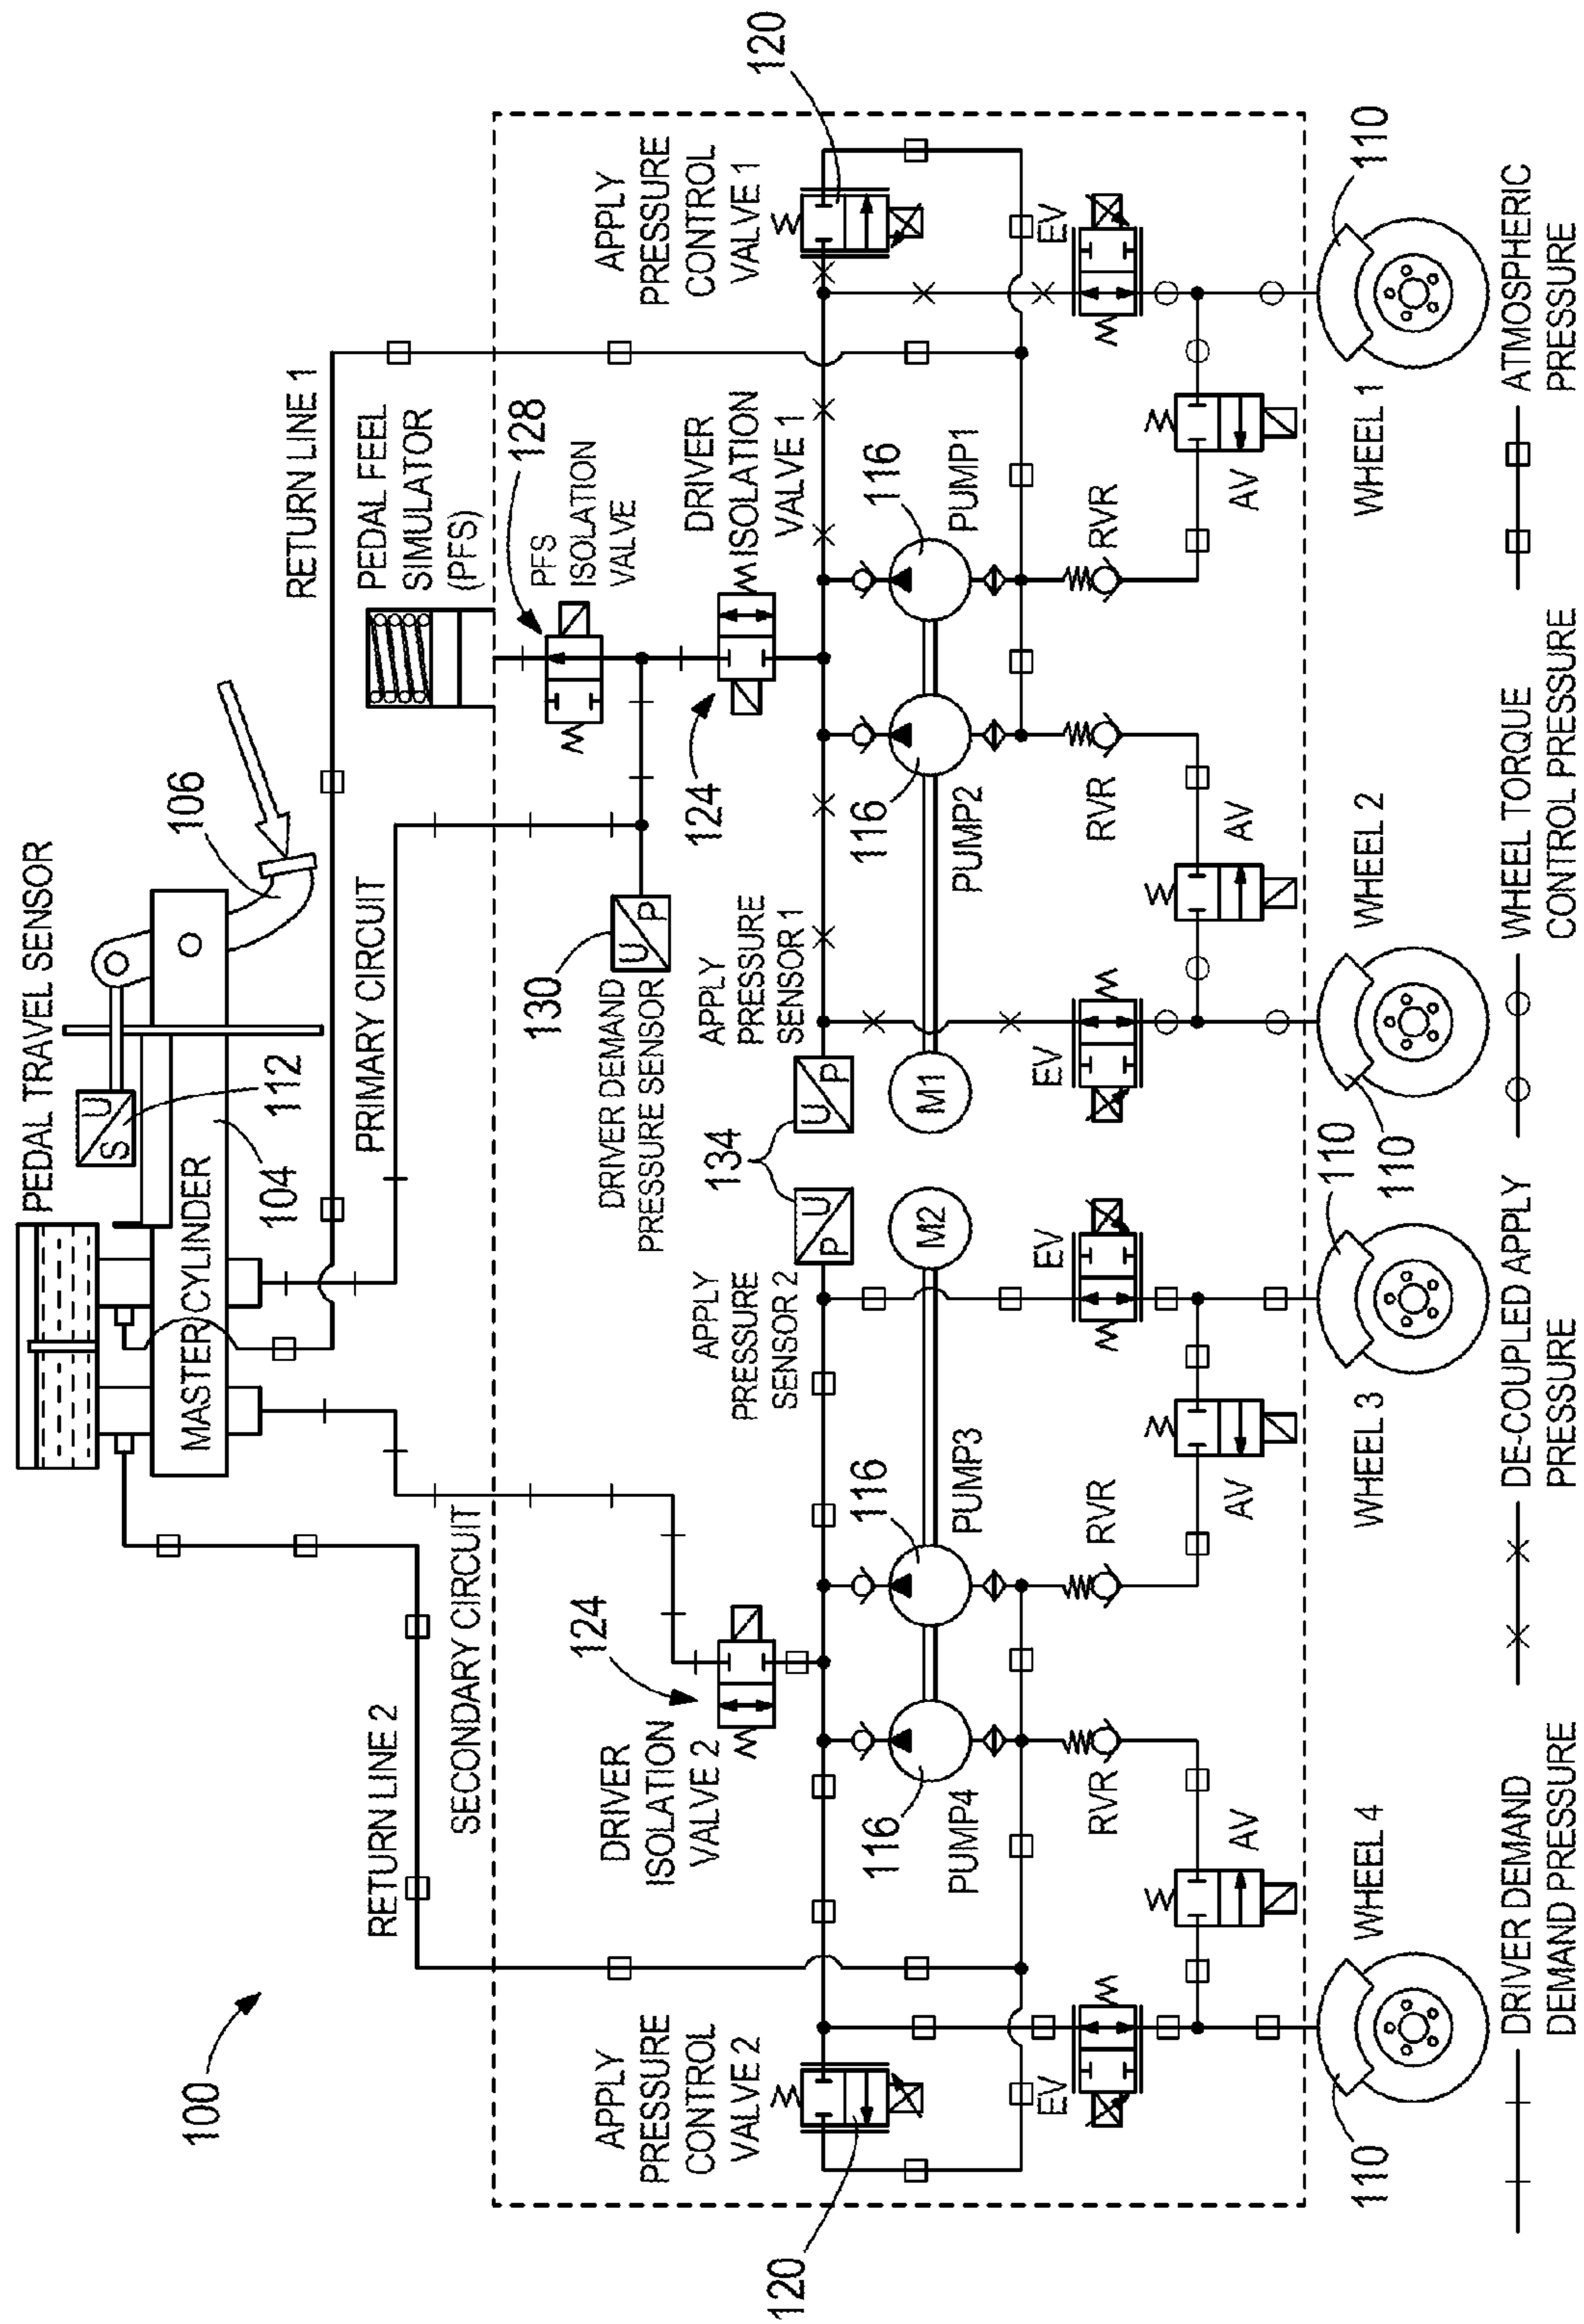 100
PEDAL TRAVEL SENSOR
U
S
112
104
106
MASTER CYLINDER
RETURN LINE 1
RETURN LINE 2
PRIMARY CIRCUIT
SECONDARY CIRCUIT
PEDAL FEEL
SIMULATOR
(PFS)
128
PFS
ISOLATION
VALVE
130
U
P
DRIVER DEMAND
PRESSURE SENSOR
DRIVER
ISOLATION
VALVE 1
124
DRIVER
ISOLATION
VALVE 2
124
APPLY
PRESSURE
CONTROL
VALVE 2
120
APPLY
PRESSURE
CONTROL
VALVE 1
120
APPLY
PRESSURE
SENSOR 2
APPLY
PRESSURE
SENSOR 1
134
U
P
U
P
M2
M1
116
PUMP4
116
PUMP3
116
PUMP2
116
PUMP1
EV
EV
EV
EV
RVR
RVR
RVR
RVR
AV
AV
AV
AV
WHEEL 4
WHEEL 3
WHEEL 2
WHEEL 1
110
110
110
110
DRIVER DEMAND
DEMAND PRESSURE
DE-COUPLED APPLY
PRESSURE
WHEEL TORQUE
CONTROL PRESSURE
ATMOSPHERIC
PRESSURE